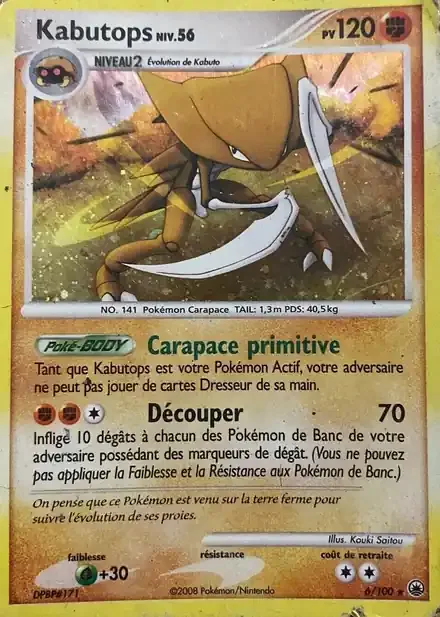 Kabutops NIV.56 PV 120
NIVEAU 2 Évolution de Kabuto
NO. 141 Pokémon Carapace TAIL: 1,3 m PDS: 40,5 kg
Poké-BODY Carapace primitive
Tant que Kabutops est votre Pokémon Actif, votre adversaire
ne peut pas jouer de cartes Dresseur de sa main.
Découper 70
Inflige 10 dégâts à chacun des Pokémon de Banc de votre
adversaire possédant des marqueurs de dégât. (Vous ne pouvez
pas appliquer la Faiblesse et la Résistance aux Pokémon de Banc.)
On pense que ce Pokémon est venu sur la terre ferme pour
suivre l'évolution de ses proies.
Illus. Kouki Saitou
faiblesse résistance coût de retraite
+30
DPBP#171 ©2008 Pokémon/Nintendo 6/100 ★